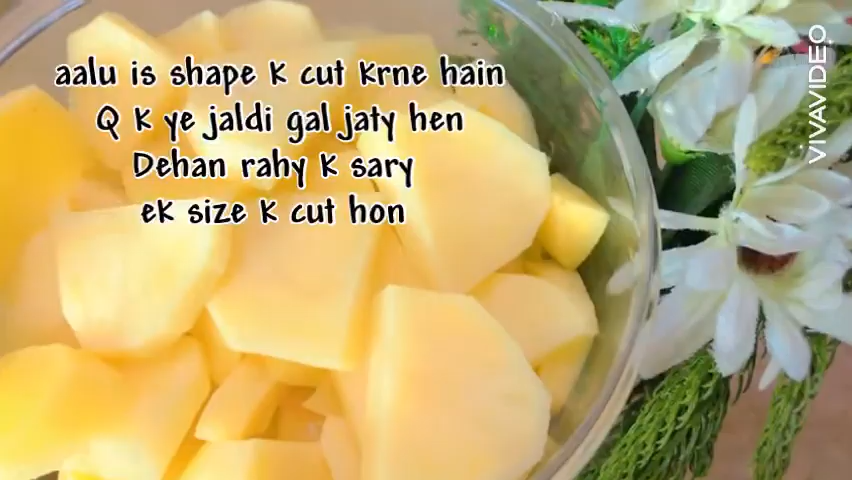 aalu is shape k cut krne hain
Q k ye jaldi gal jaty hen
Dehan rahy k sary
ek size k cut hon
VIVAVIDEO